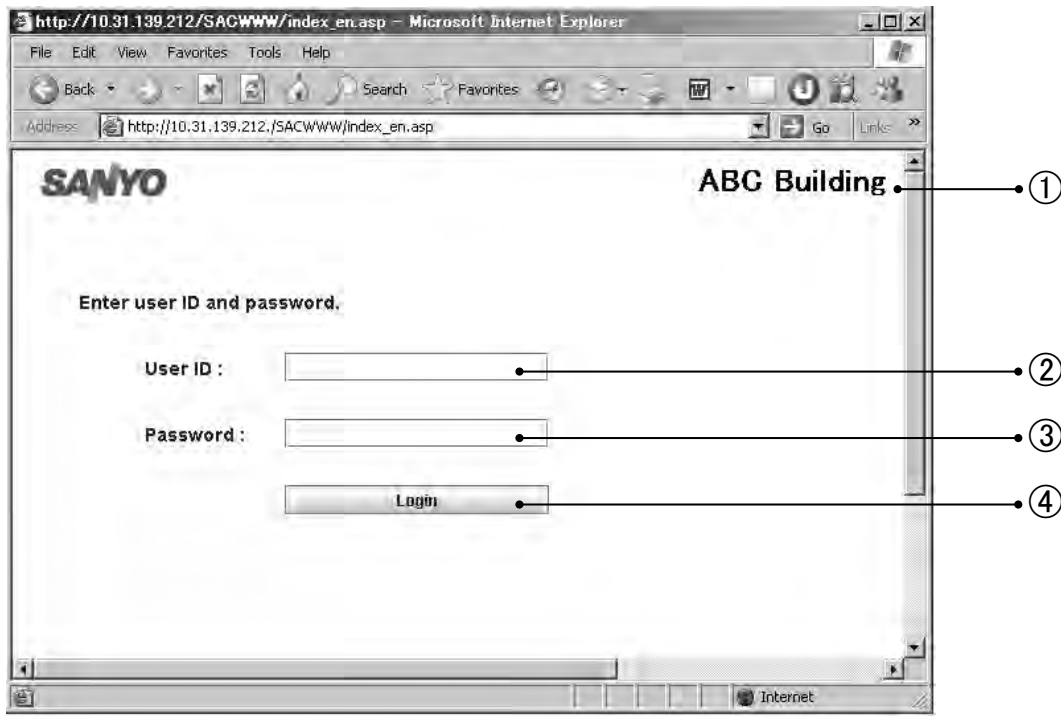 http://10.31.139.212/SACWWW/index_en.asp - Microsoft Internet Explorer
File Edit View Favorites Tools Help
Back Search Favorites
Address http://10.31.139.212./SACWWW/index_en.asp Go Links »
SANYO ABC Building ①
Enter user ID and password.
User ID : ②
Password : ③
Login ④
Internet